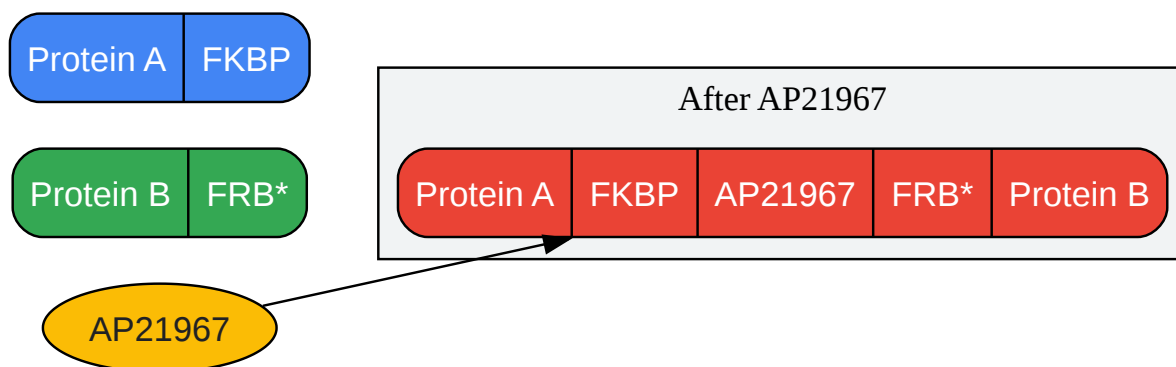 Protein A FKBP
After AP21967
Protein B FRB*
Protein A FKBP AP21967 FRB* Protein B
AP21967